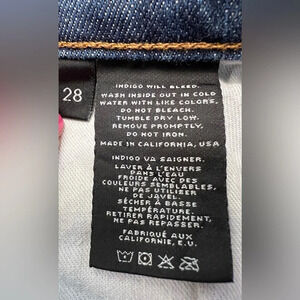 28
INDIGO WILL BLEED.
WASH INSIDE OUT IN COLD
WATER WITH LIKE COLORS,
DO NOT BLEACH.
TUMBLE DRY LOW.
REMOVE PROMPTLY,
DO NOT IRON.
MADE IN CALIFORNIA, USA
INDIGO VA SAIGNER.
LAVER À L'ENVERS
DANS L'EAU
FROIDE AVEC DES
COULEURS SEMBLABLES,
NE PAS UTILISER
DE JAVEL.
SÉCHER À BASSE
TEMPÉRATURE.
RETIRER RAPIDEMENT,
NE PAS REPASSER.
FABRIQUÉ AUX
CALIFORNIE, E.U.